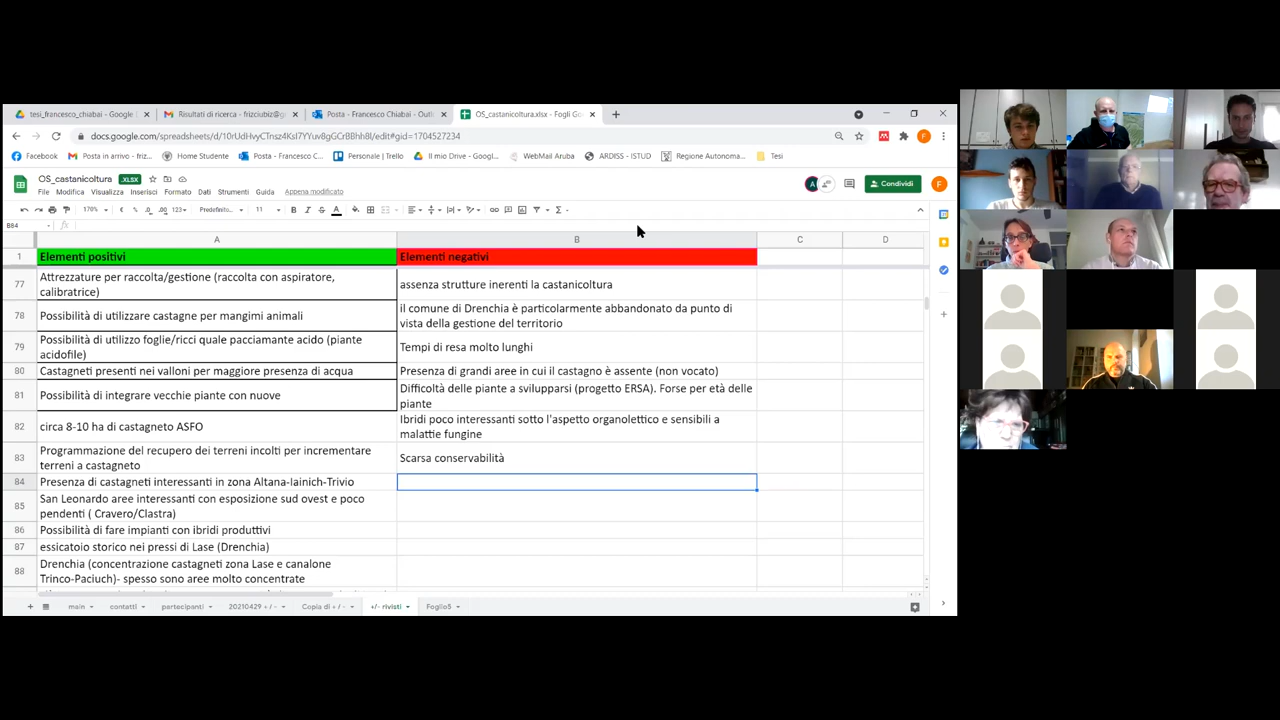 tesi_francesco_chiabai - Google
Risultati di ricerca - frizciubiz@g
Posta - Francesco Chiabai - Outl
OS_castanicoltura.xlsx - Fogli Go
docs.google.com/spreadsheets/d/
edit#gid=1704527234
Facebook
Posta in arrivo - friz...
Home Studente
Posta - Francesco C...
Personale | Trello
Il mio Drive - Googl...
WebMail Aruba
ARDISS - ISTUD
Regione Autonoma...
Tesi
OS_castanicoltura .XLSX
File Modifica Visualizza Inserisci Formato Dati Strumenti Guida Appena modificato
Condividi
170% € % .0 .00 123 Predefinito... 11 B I S A
B84 fx
A B C D
1 Elementi positivi Elementi negativi
77 Attrezzature per raccolta/gestione (raccolta con aspiratore,
calibratrice)
assenza strutture inerenti la castanicoltura
78 Possibilità di utilizzare castagne per mangimi animali
il comune di Drenchia è particolarmente abbandonato da punto di
vista della gestione del territorio
79 Possibilità di utilizzo foglie/ricci quale pacciamante acido (piante
acidofile)
Tempi di resa molto lunghi
80 Castagneti presenti nei valloni per maggiore presenza di acqua
Presenza di grandi aree in cui il castagno è assente (non vocato)
81 Possibilità di integrare vecchie piante con nuove
Difficoltà delle piante a svilupparsi (progetto ERSA). Forse per età delle
piante
82 circa 8-10 ha di castagneto ASFO
Ibridi poco interessanti sotto l'aspetto organolettico e sensibili a
malattie fungine
83 Programmazione del recupero dei terreni incolti per incrementare
terreni a castagneto
Scarsa conservabilità
84 Presenza di castagneti interessanti in zona Altana-Iainich-Trivio
85 San Leonardo aree interessanti con esposizione sud ovest e poco
pendenti ( Cravero/Clastra)
86 Possibilità di fare impianti con ibridi produttivi
87 essicatoio storico nei pressi di Lase (Drenchia)
88 Drenchia (concentrazione castagneti zona Lase e canalone
Trinco-Paciuch)- spesso sono aree molto concentrate
main contatti partecipanti 20210429 + / - Copia di + / - +/- rivisti Foglio5